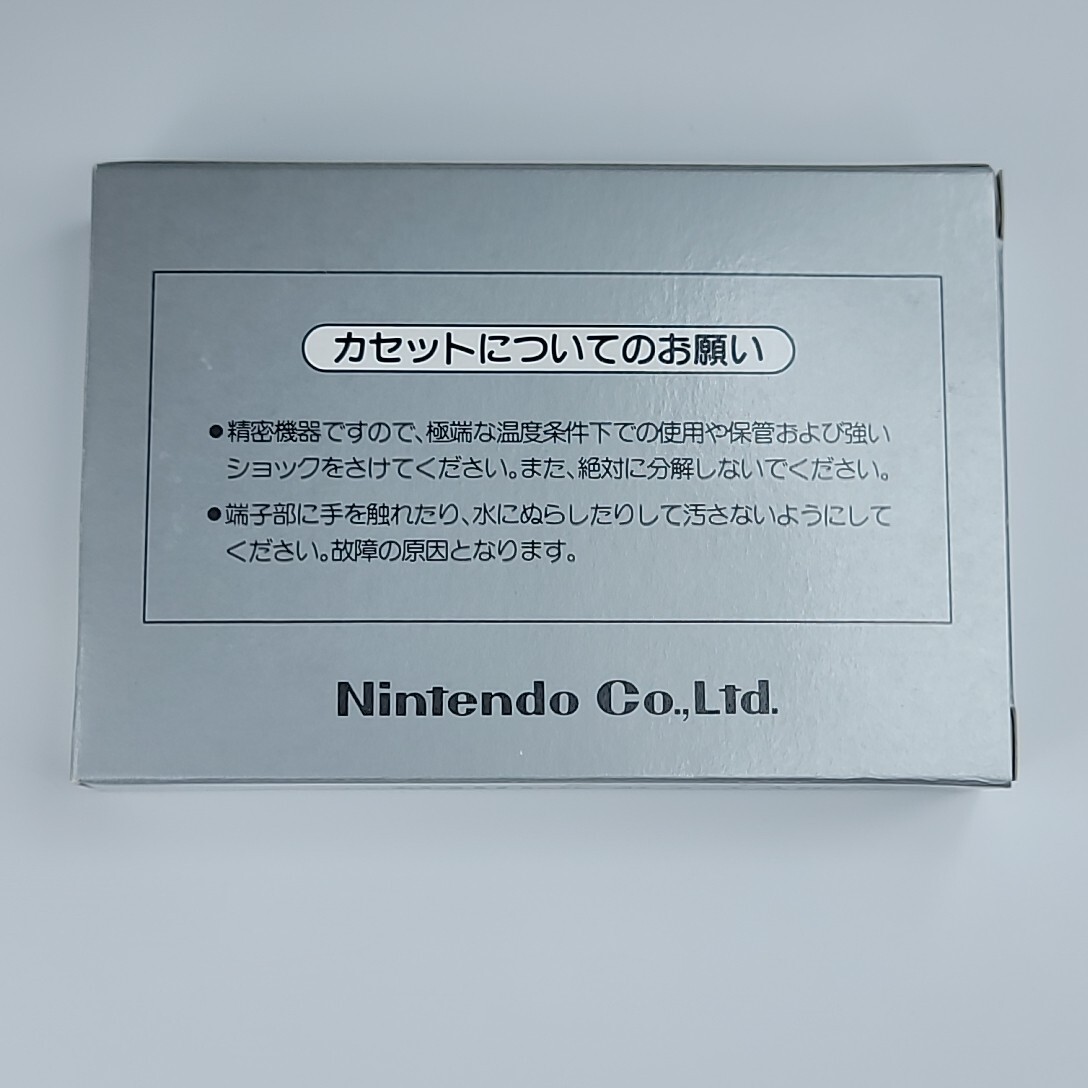 カセットについてのお願い
●精密機器ですので、極端な温度条件下での使用や保管および強い
ショックをさけてください。また、絶対に分解しないでください。
●端子部に手を触れたり、水にぬらしたりして汚さないようにして
ください。故障の原因となります。
Nintendo Co.,Ltd.